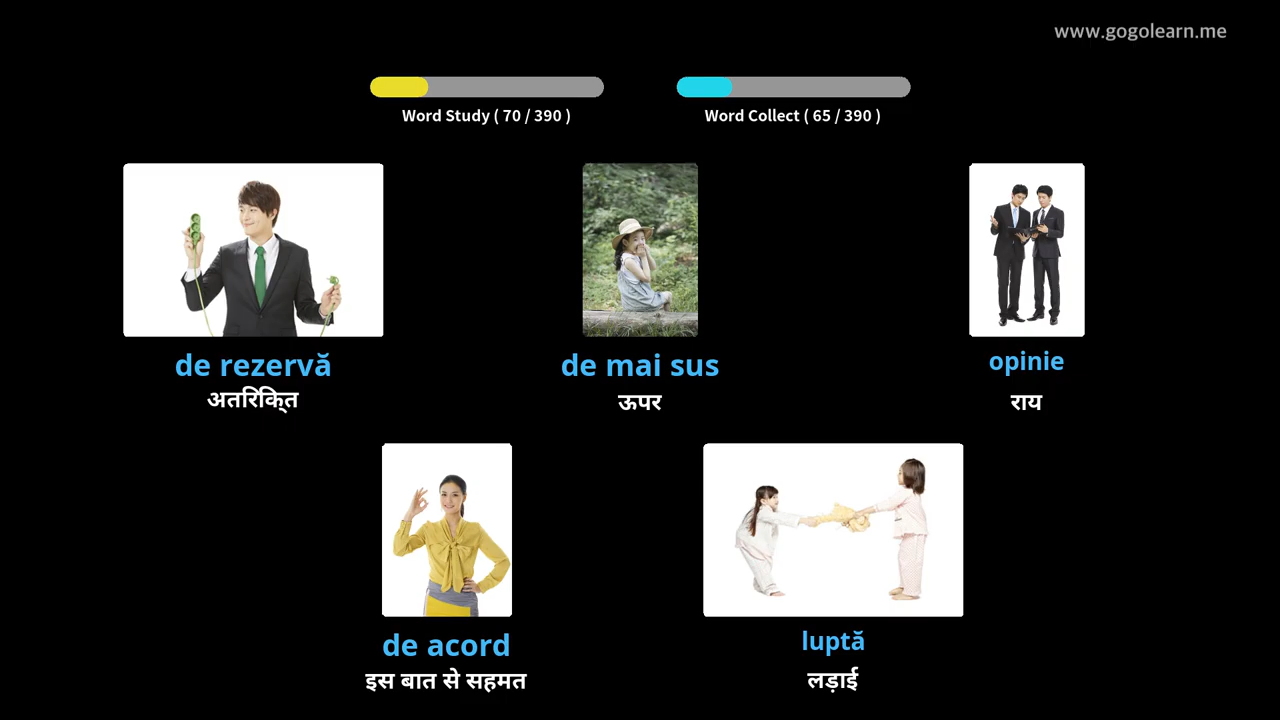 www.gogolearn.me
Word Study ( 70 / 390 )
Word Collect ( 65 / 390 )
de rezervă
अतिरिक्ति
de mai sus
ऊपर
opinie
राय
de acord
इस बात से सहमत
luptă
लड़ाई